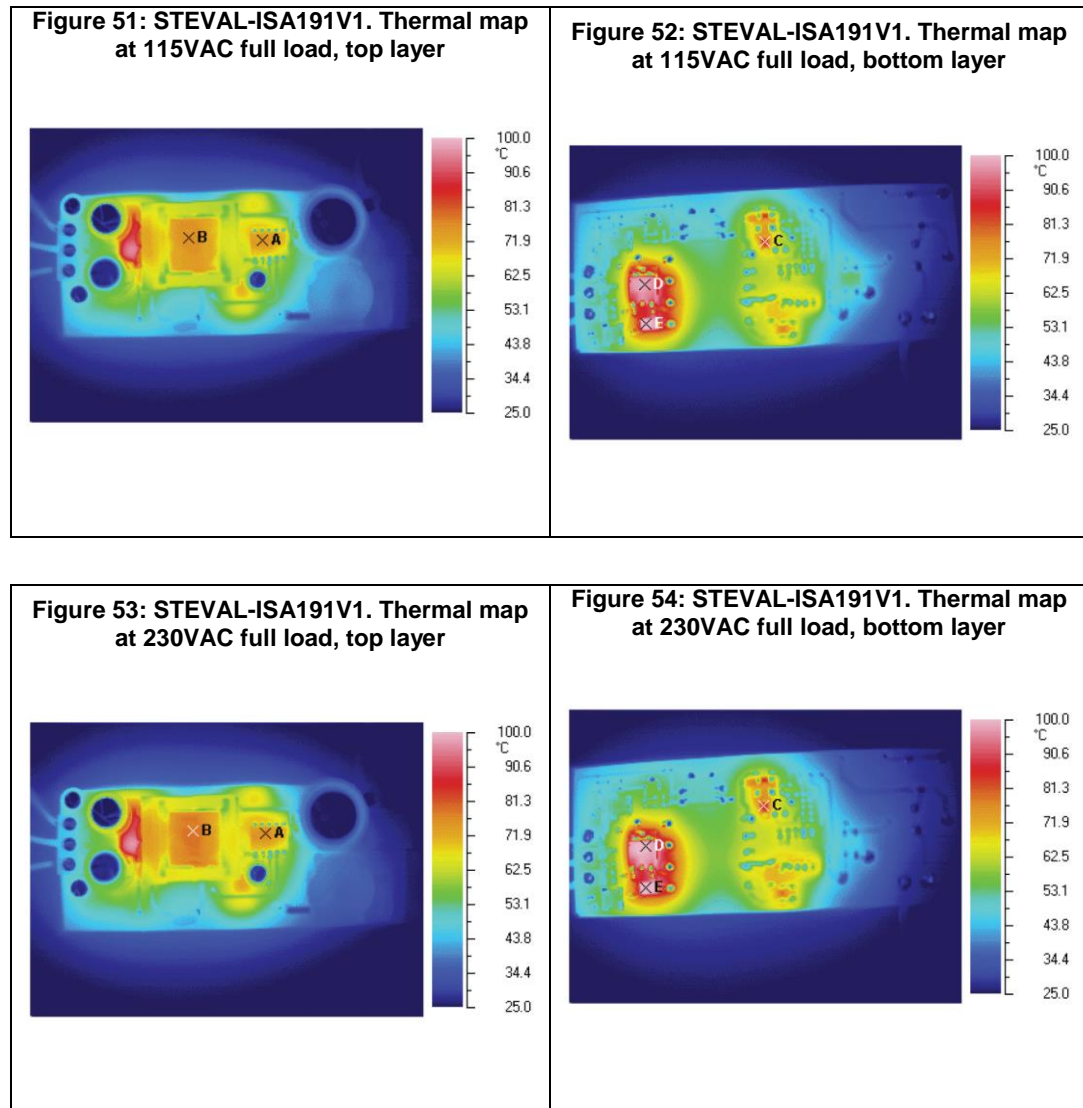 Figure 51: STEVAL-ISA191V1. Thermal map
at 115VAC full load, top layer
100.0
°C
90.6
81.3
71.9
62.5
53.1
43.8
34.4
25.0
B
A
Figure 52: STEVAL-ISA191V1. Thermal map
at 115VAC full load, bottom layer
100.0
°C
90.6
81.3
71.9
62.5
53.1
43.8
34.4
25.0
C
D
E
Figure 53: STEVAL-ISA191V1. Thermal map
at 230VAC full load, top layer
100.0
°C
90.6
81.3
71.9
62.5
53.1
43.8
34.4
25.0
B
A
Figure 54: STEVAL-ISA191V1. Thermal map
at 230VAC full load, bottom layer
100.0
°C
90.6
81.3
71.9
62.5
53.1
43.8
34.4
25.0
C
D
E